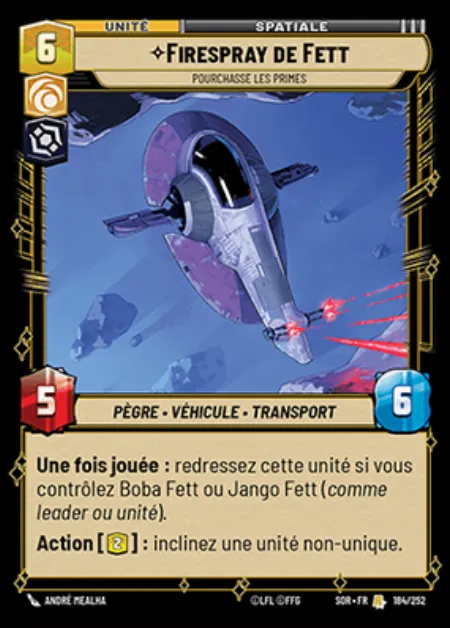 UNITÉ SPATIALE
6 FIRESPRAY DE FETT
POURCHASSE LES PRIMES
5 PÈGRE • VÉHICULE • TRANSPORT 6
Une fois jouée : redressez cette unité si vous
contrôlez Boba Fett ou Jango Fett (comme
leader ou unité).
Action [2] : inclinez une unité non-unique.
ANDRÉ MEALHA ©LFL ©FFG SOR • FR R 184/252